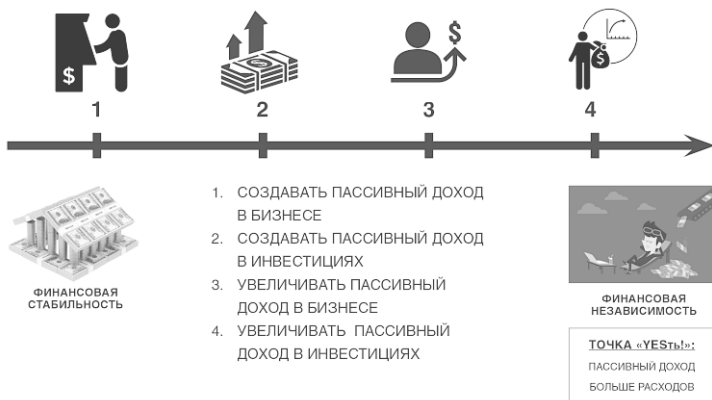 1
2
3
4
1. СОЗДАВАТЬ ПАССИВНЫЙ ДОХОД
В БИЗНЕСЕ
2. СОЗДАВАТЬ ПАССИВНЫЙ ДОХОД
В ИНВЕСТИЦИЯХ
3. УВЕЛИЧИВАТЬ ПАССИВНЫЙ
ДОХОД В БИЗНЕСЕ
4. УВЕЛИЧИВАТЬ ПАССИВНЫЙ
ДОХОД В ИНВЕСТИЦИЯХ
ФИНАНСОВАЯ
СТАБИЛЬНОСТЬ
ФИНАНСОВАЯ
НЕЗАВИСИМОСТЬ
ТОЧКА «YESть!»:
ПАССИВНЫЙ ДОХОД
БОЛЬШЕ РАСХОДОВ